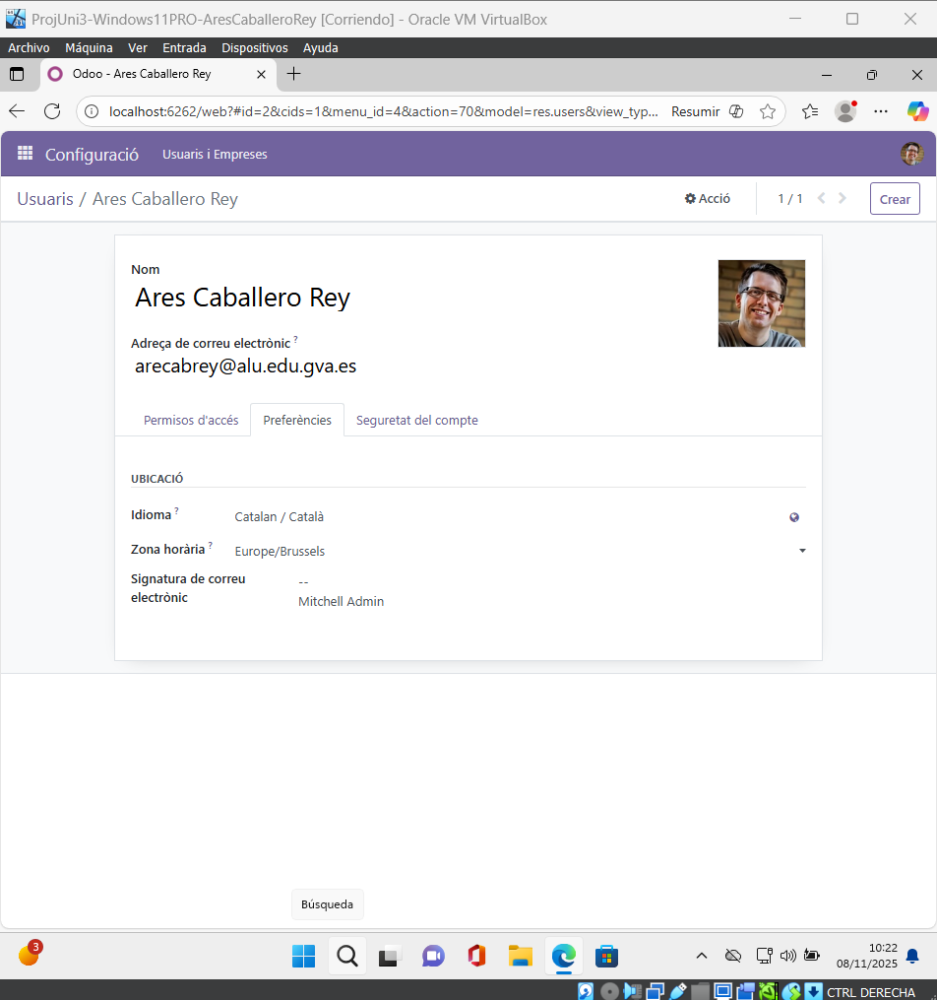 ProjUni3-Windows11PRO-AresCaballeroRey [Corriendo] - Oracle VM VirtualBox
Archivo Máquina Ver Entrada Dispositivos Ayuda
Odoo - Ares Caballero Rey
localhost:6262/web?#id=2&cids=1&menu_id=4&action=70&model=res.users&view_typ... Resumir
Configuració Usuaris i Empreses
Usuaris / Ares Caballero Rey Acció 1 / 1 Crear
Nom
Ares Caballero Rey
Adreça de correu electrònic ?
arecabrey@alu.edu.gva.es
Permisos d'accés Preferències Seguretat del compte
UBICACIÓ
Idioma ? Catalan / Català
Zona horària ? Europe/Brussels
Signatura de correu electrònic --
Mitchell Admin
Búsqueda
3
10:22
08/11/2025
CTRL DERECHA